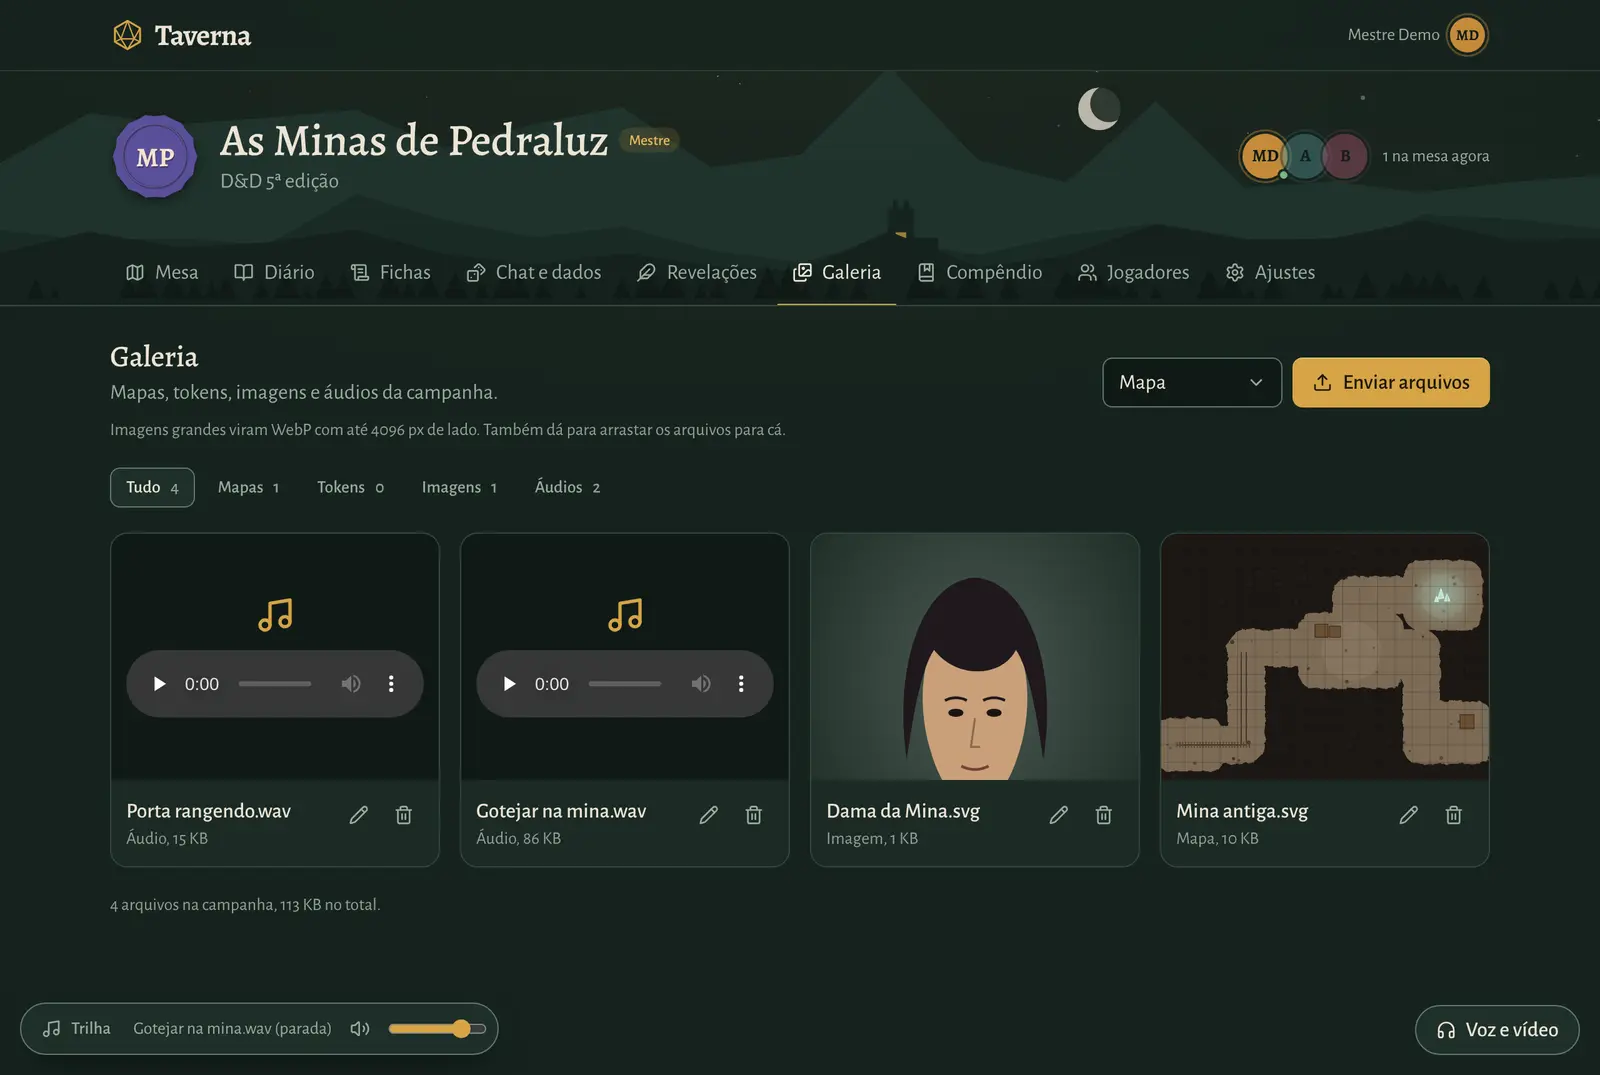 Taverna
Mestre Demo MD
MP
As Minas de Pedraluz Mestre
D&D 5ª edição
MD A B 1 na mesa agora
Mesa Diário Fichas Chat e dados Revelações Galeria Compêndio Jogadores Ajustes
Galeria
Mapas, tokens, imagens e áudios da campanha.
Imagens grandes viram WebP com até 4096 px de lado. Também dá para arrastar os arquivos para cá.
Mapa Enviar arquivos
Tudo 4 Mapas 1 Tokens 0 Imagens 1 Áudios 2
0:00 0:00
Porta rangendo.wav
Áudio, 15 KB
Gotejar na mina.wav
Áudio, 86 KB
Dama da Mina.svg
Imagem, 1 KB
Mina antiga.svg
Mapa, 10 KB
4 arquivos na campanha, 113 KB no total.
Trilha Gotejar na mina.wav (parada)
Voz e vídeo